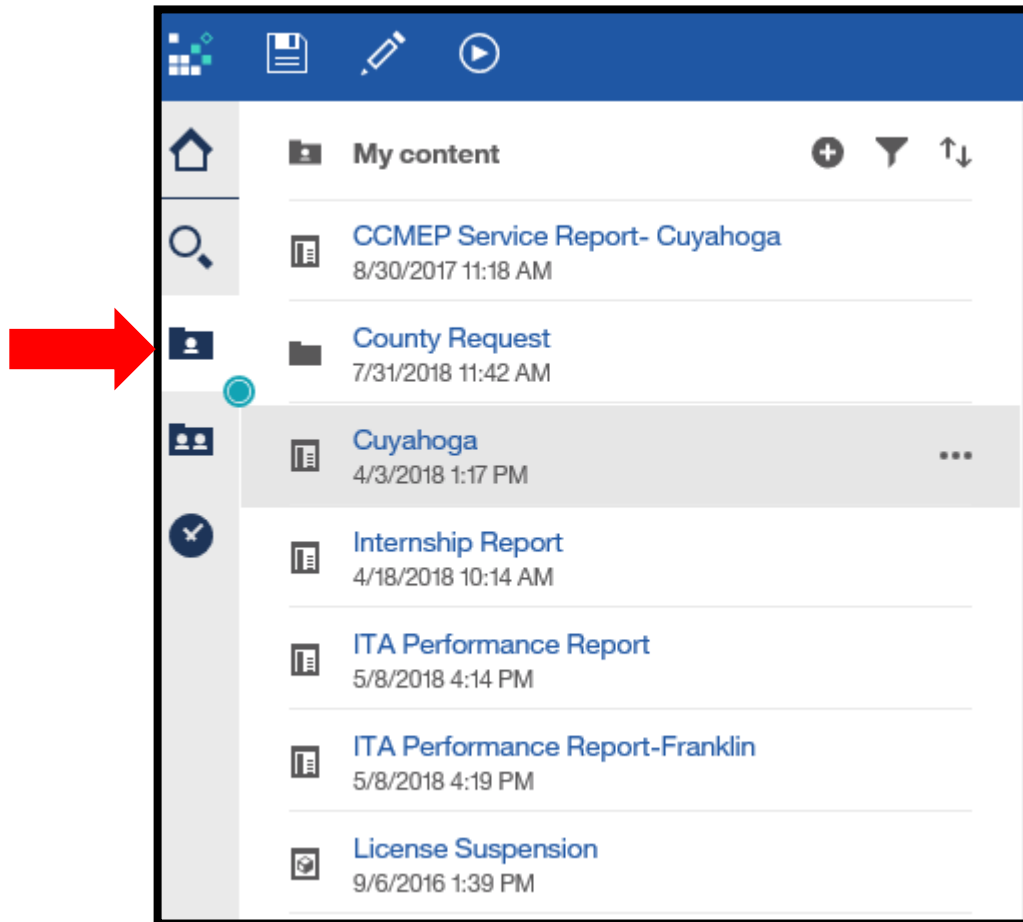 My content
CCMEP Service Report- Cuyahoga
8/30/2017 11:18 AM
County Request
7/31/2018 11:42 AM
Cuyahoga
4/3/2018 1:17 PM
Internship Report
4/18/2018 10:14 AM
ITA Performance Report
5/8/2018 4:14 PM
ITA Performance Report-Franklin
5/8/2018 4:19 PM
License Suspension
9/6/2016 1:39 PM